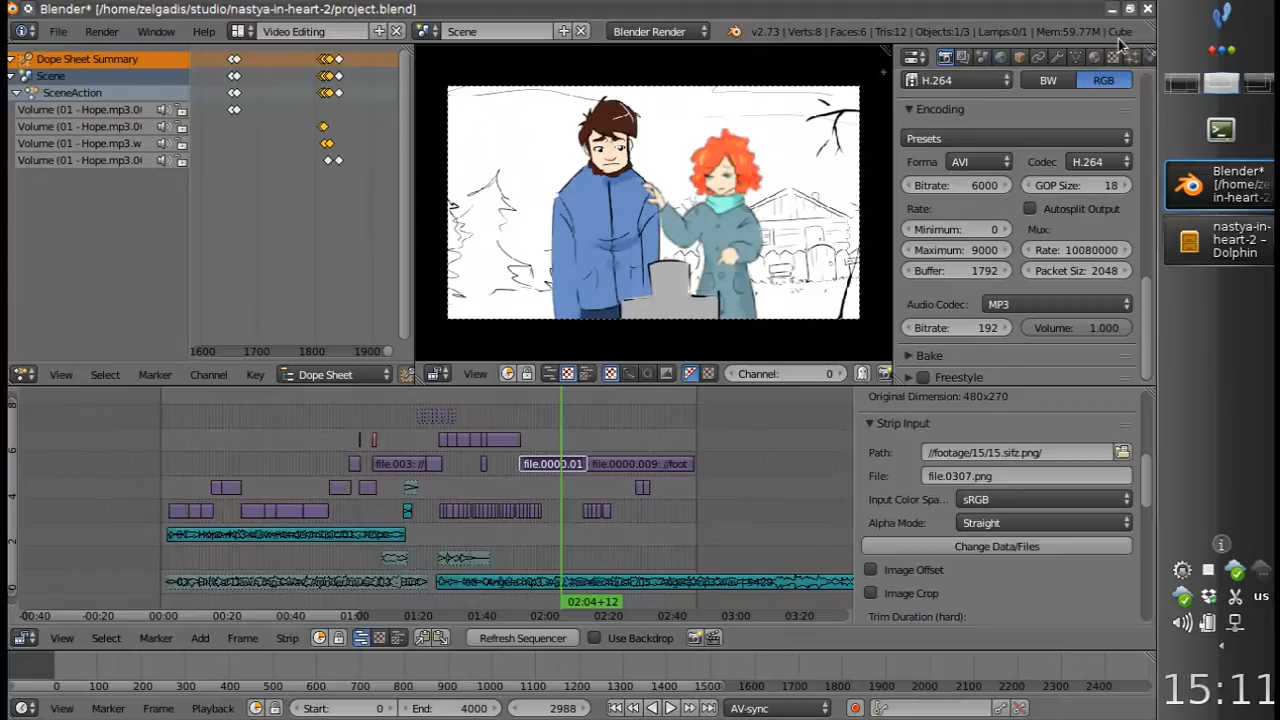 Blender* [/home/zelgadis/studio/nastya-in-heart-2/project.blend]
File Render Window Help Video Editing Scene Blender Render v2.73 | Verts:8 | Faces:6 | Tris:12 | Objects:1/3 | Lamps:0/1 | Mem:59.77M | Cube
Dope Sheet Summary
Scene
SceneAction
Volume (01 - Hope.mp3.0(
Volume (01 - Hope.mp3.0(
Volume (01 - Hope.mp3.w
Volume (01 - Hope.mp3.0(
1600 1700 1800 1900
View Select Marker Channel Key Dope Sheet
View Channel: 0
H.264 BW RGB
Encoding
Presets
Forma AVI Codec: H.264
Bitrate: 6000 GOP Size: 18
Rate: Autosplit Output
Minimum: 0 Mux:
Maximum: 9000 Rate: 10080000
Buffer: 1792 Packet Siz: 2048
Audio Codec: MP3
Bitrate: 192 Volume: 1.000
Bake
Freestyle
Original Dimension: 480x270
Strip Input
Path: //footage/15/15.sifz.png/
File: file.0307.png
Input Color Spa... sRGB
Alpha Mode: Straight
Change Data/Files
Image Offset
Image Crop
Trim Duration (hard):
8
6
4
2
0
file.003: // file.0000.01 file.0000.009: //foot
02:04+12
-00:40 -00:20 00:00 00:20 00:40 01:00 01:20 01:40 02:00 02:20 02:40 03:00 03:20
View Select Marker Add Frame Strip Refresh Sequencer Use Backdrop
0 100 200 300 400 500 600 700 800 900 1000 1100 1200 1300 1400 1500 1600 1700 1800 1900 2000 2100 2200 2300 2400
View Marker Frame Playback Start: 0 End: 4000 2988 AV-sync
Blender*
[/home/ze
in-heart-2
nastya-in-
heart-2 –
Dolphin
us
15:11